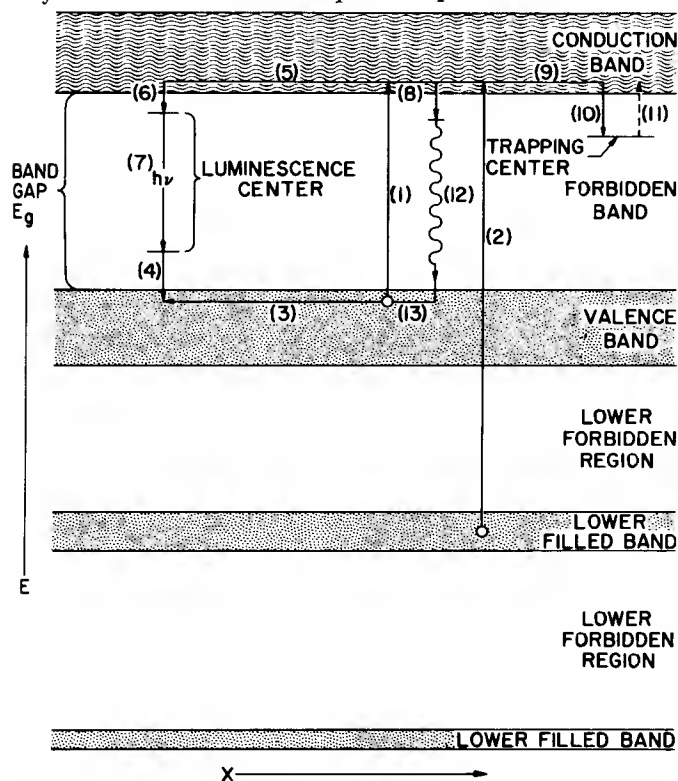 CONDUCTION
BAND
(5)
(9)
(6)
(8)
(10)
(11)
TRAPPING
CENTER
BAND
GAP
Eg
(7)
hν
LUMINESCENCE
CENTER
(1)
(12)
(2)
FORBIDDEN
BAND
(4)
(3)
(13)
VALENCE
BAND
LOWER
FORBIDDEN
REGION
LOWER
FILLED BAND
E
LOWER
FORBIDDEN
REGION
LOWER FILLED BAND
X